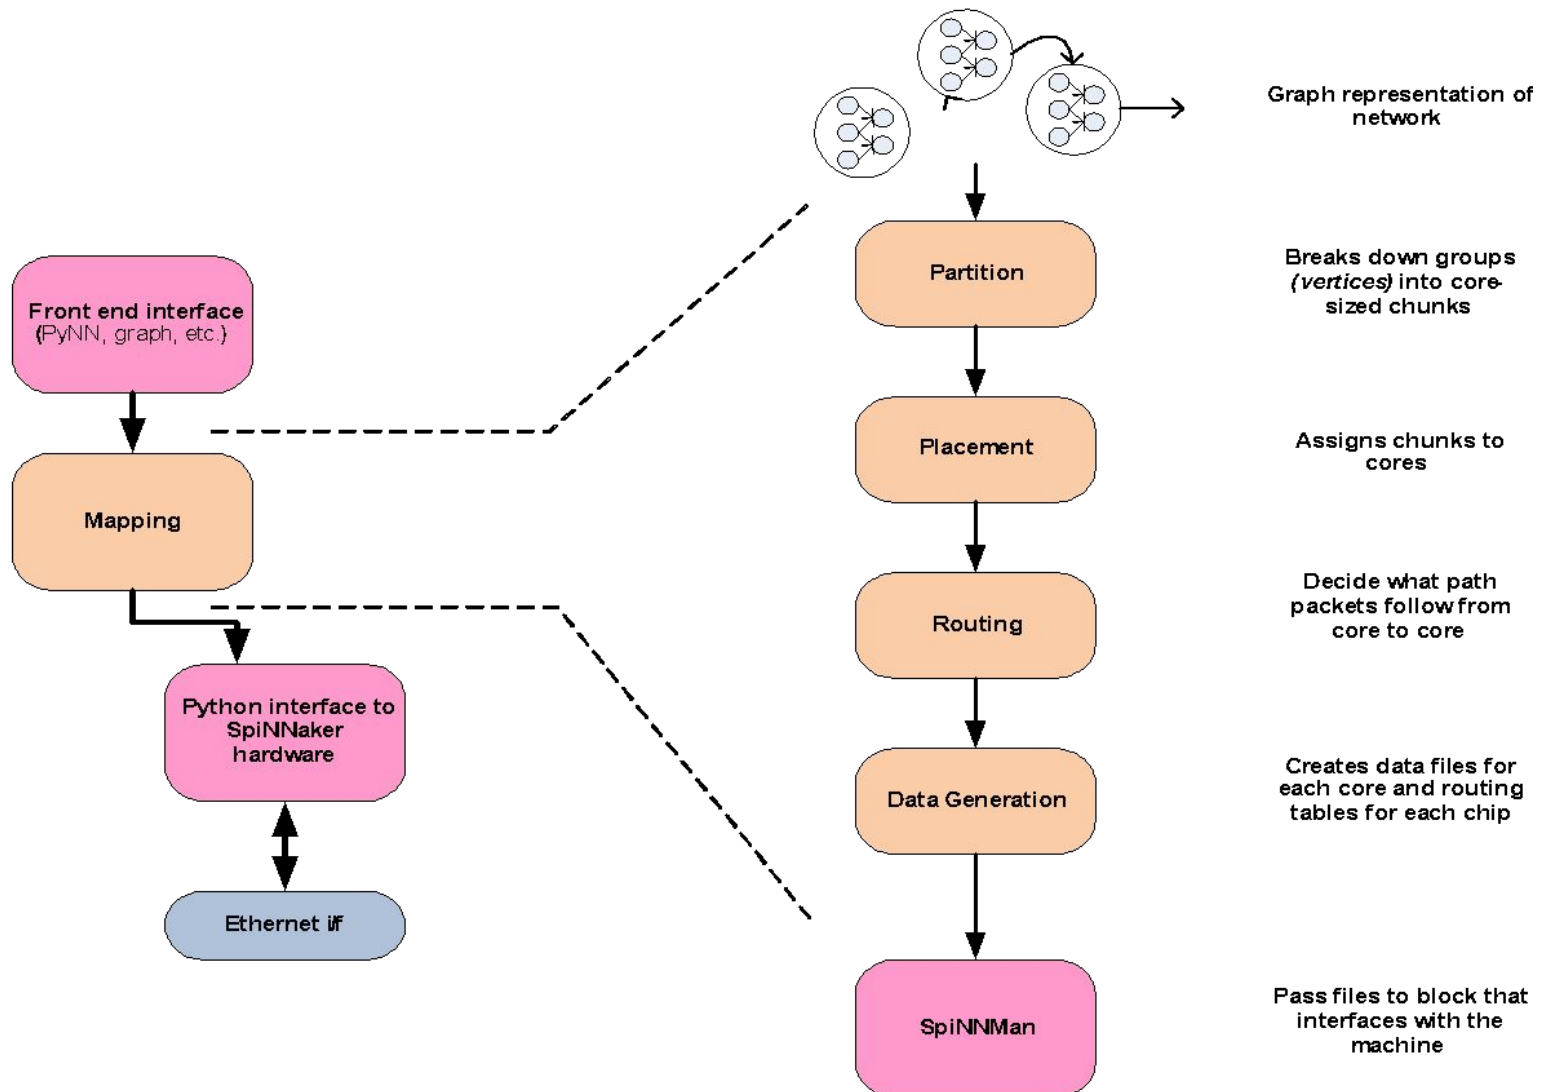 Graph representation of
network
Front end interface
(PyNN, graph, etc.)
Mapping
Python interface to
SpiNNaker
hardware
Ethernet i/f
Partition
Breaks down groups
(vertices) into core-
sized chunks
Placement
Assigns chunks to
cores
Routing
Decide what path
packets follow from
core to core
Data Generation
Creates data files for
each core and routing
tables for each chip
SpiNNMan
Pass files to block that
interfaces with the
machine